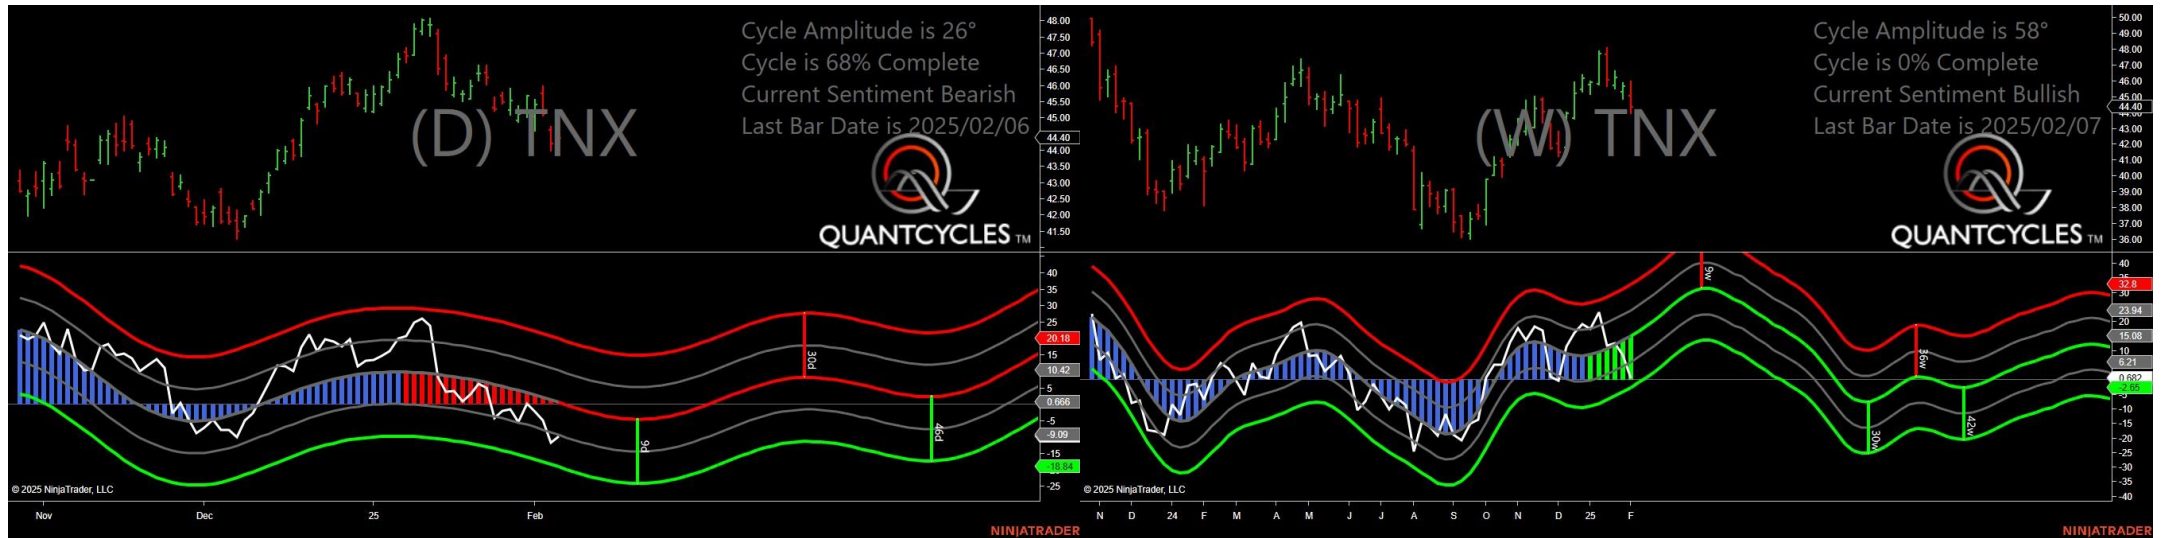 Cycle Amplitude is 26°
Cycle is 68% Complete
Current Sentiment Bearish
Last Bar Date is 2025/02/06
(D) TNX
QUANTCYCLES TM
48.00
47.50
47.00
46.50
46.00
45.50
45.00
44.40
44.00
43.50
43.00
42.50
42.00
41.50
40
35
30
25
20.18
15
10.42
5
0.666
-5
-9.09
-15
-18.84
-25
30d
9d
46d
© 2025 NinjaTrader, LLC
Nov
Dec
25
Feb
NINJATRADER
Cycle Amplitude is 58°
Cycle is 0% Complete
Current Sentiment Bullish
Last Bar Date is 2025/02/07
(W) TNX
QUANTCYCLES TM
50.00
49.00
48.00
47.00
46.00
45.00
44.40
43.00
42.00
41.00
40.00
39.00
38.00
37.00
36.00
40
32.8
30
23.94
20
15.08
10
6.21
0.682
-2.65
-10
-15
-20
-25
-30
-35
-40
9w
36w
30w
42w
© 2025 NinjaTrader, LLC
N D 24 F M A M J J A S O N D 25 F
NINJATRADER